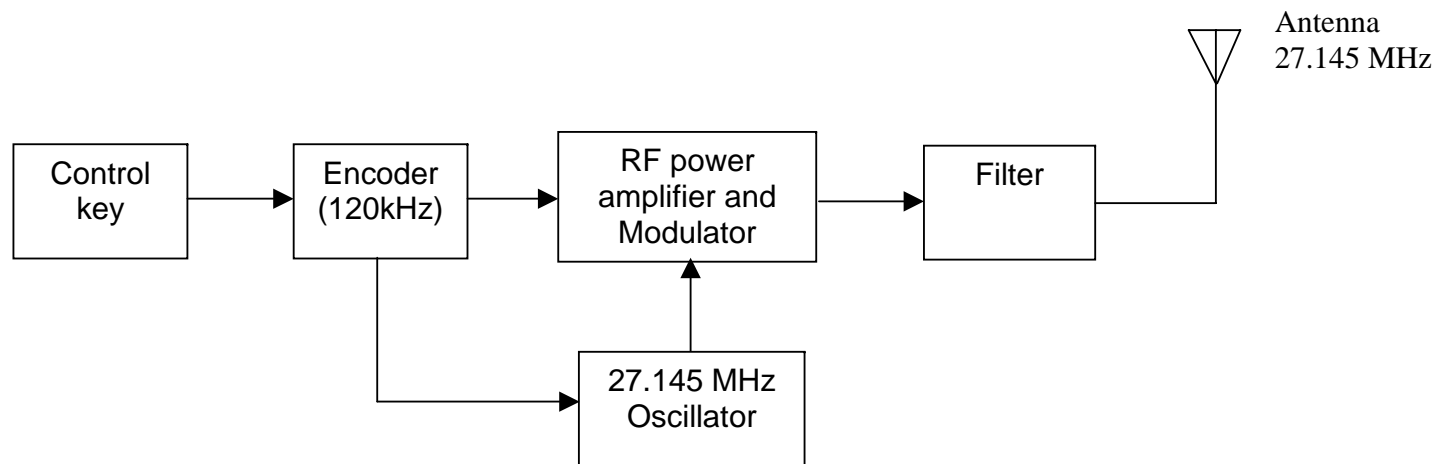 Antenna
27.145 MHz
Control
key
Encoder
(120kHz)
RF power
amplifier and
Modulator
Filter
27.145 MHz
Oscillator